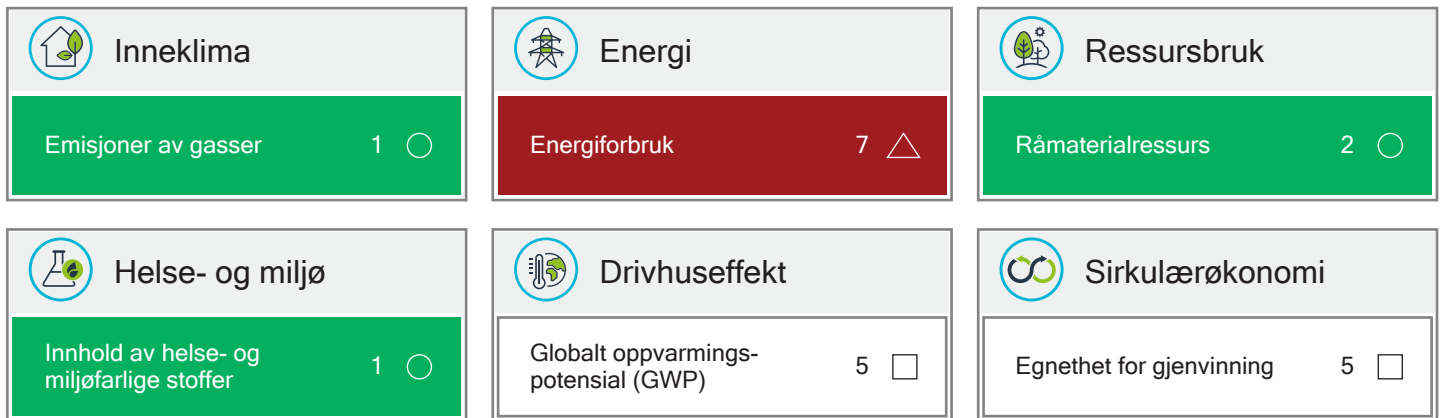 Inneklima
Emisjoner av gasser 1
Energi
Energiforbruk 7
Ressursbruk
Råmaterialressurs 2
Helse- og miljø
Innhold av helse- og
miljøfarlige stoffer 1
Drivhuseffekt
Globalt oppvarmings-
potensial (GWP) 5
Sirkulærøkonomi
Egnethet for gjenvinning 5